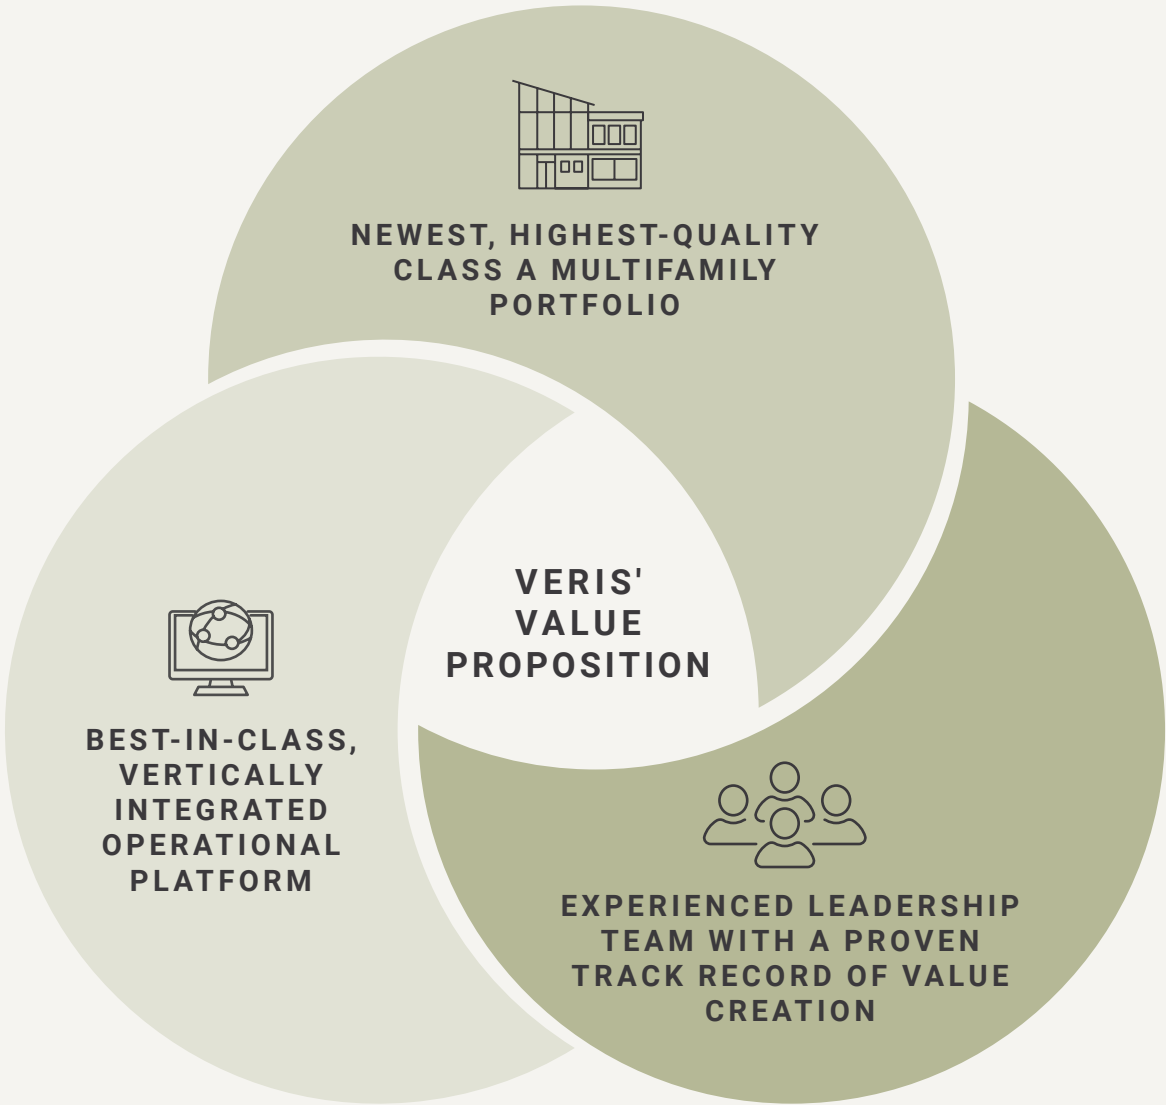 NEWEST, HIGHEST-QUALITY
CLASS A MULTIFAMILY
PORTFOLIO
VERIS'
VALUE
PROPOSITION
BEST-IN-CLASS,
VERTICALLY
INTEGRATED
OPERATIONAL
PLATFORM
EXPERIENCED LEADERSHIP
TEAM WITH A PROVEN
TRACK RECORD OF VALUE
CREATION